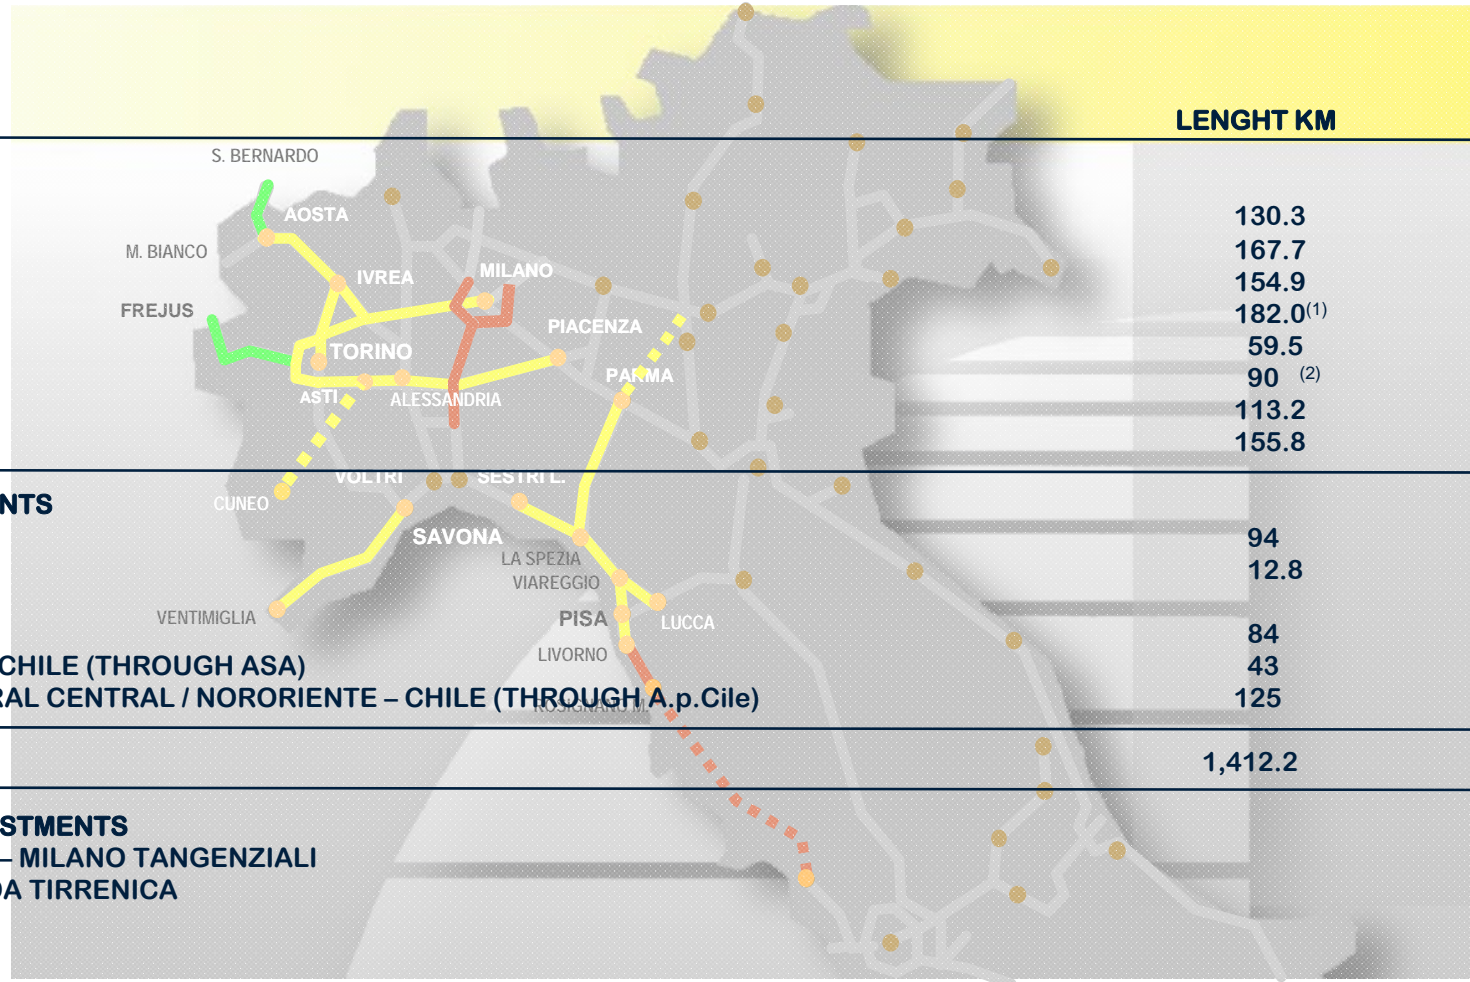 LENGHT KM
S. BERNARDO
AOSTA
130.3
M. BIANCO
167.7
IVREA
MILANO
154.9
FREJUS
182.0(1)
PIACENZA
TORINO
59.5
PARMA
90 (2)
ASTI
ALESSANDRIA
113.2
155.8
VOLTRI
SESTRI L.
CUNEO
NTS
SAVONA
94
LA SPEZIA
12.8
VIAREGGIO
VENTIMIGLIA
PISA
LUCCA
84
LIVORNO
CHILE (THROUGH ASA)
43
RAL CENTRAL / NORORIENTE – CHILE (THROUGH A.p.Cile)
125
ROSIGNANO M.
1,412.2
STMENTS
– MILANO TANGENZIALI
DA TIRRENICA